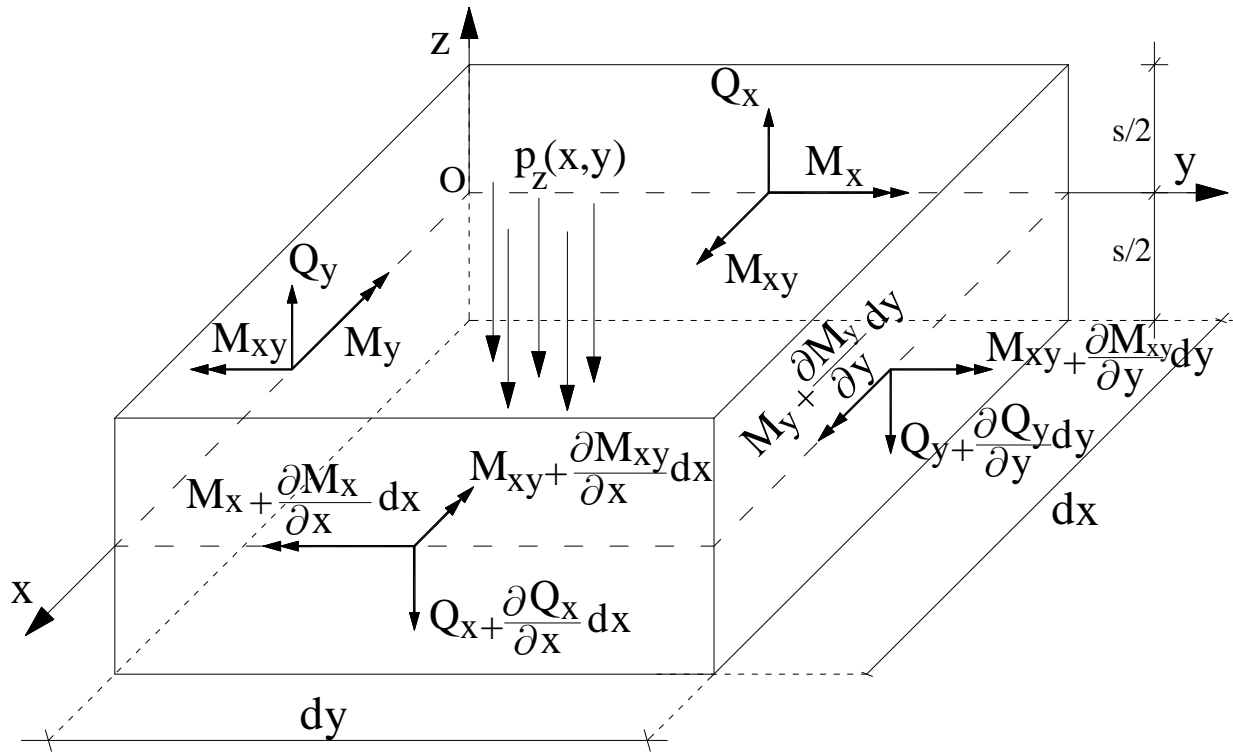 z
Q_x
s/2
p_z(x,y)
M_x
y
O
s/2
Q_y
M_xy
M_xy
M_y
M_y + ∂M_y/∂y dy
M_xy + ∂M_xy/∂y dy
Q_y + ∂Q_y/∂y dy
M_xy + ∂M_xy/∂x dx
M_x + ∂M_x/∂x dx
dx
x
Q_x + ∂Q_x/∂x dx
dy